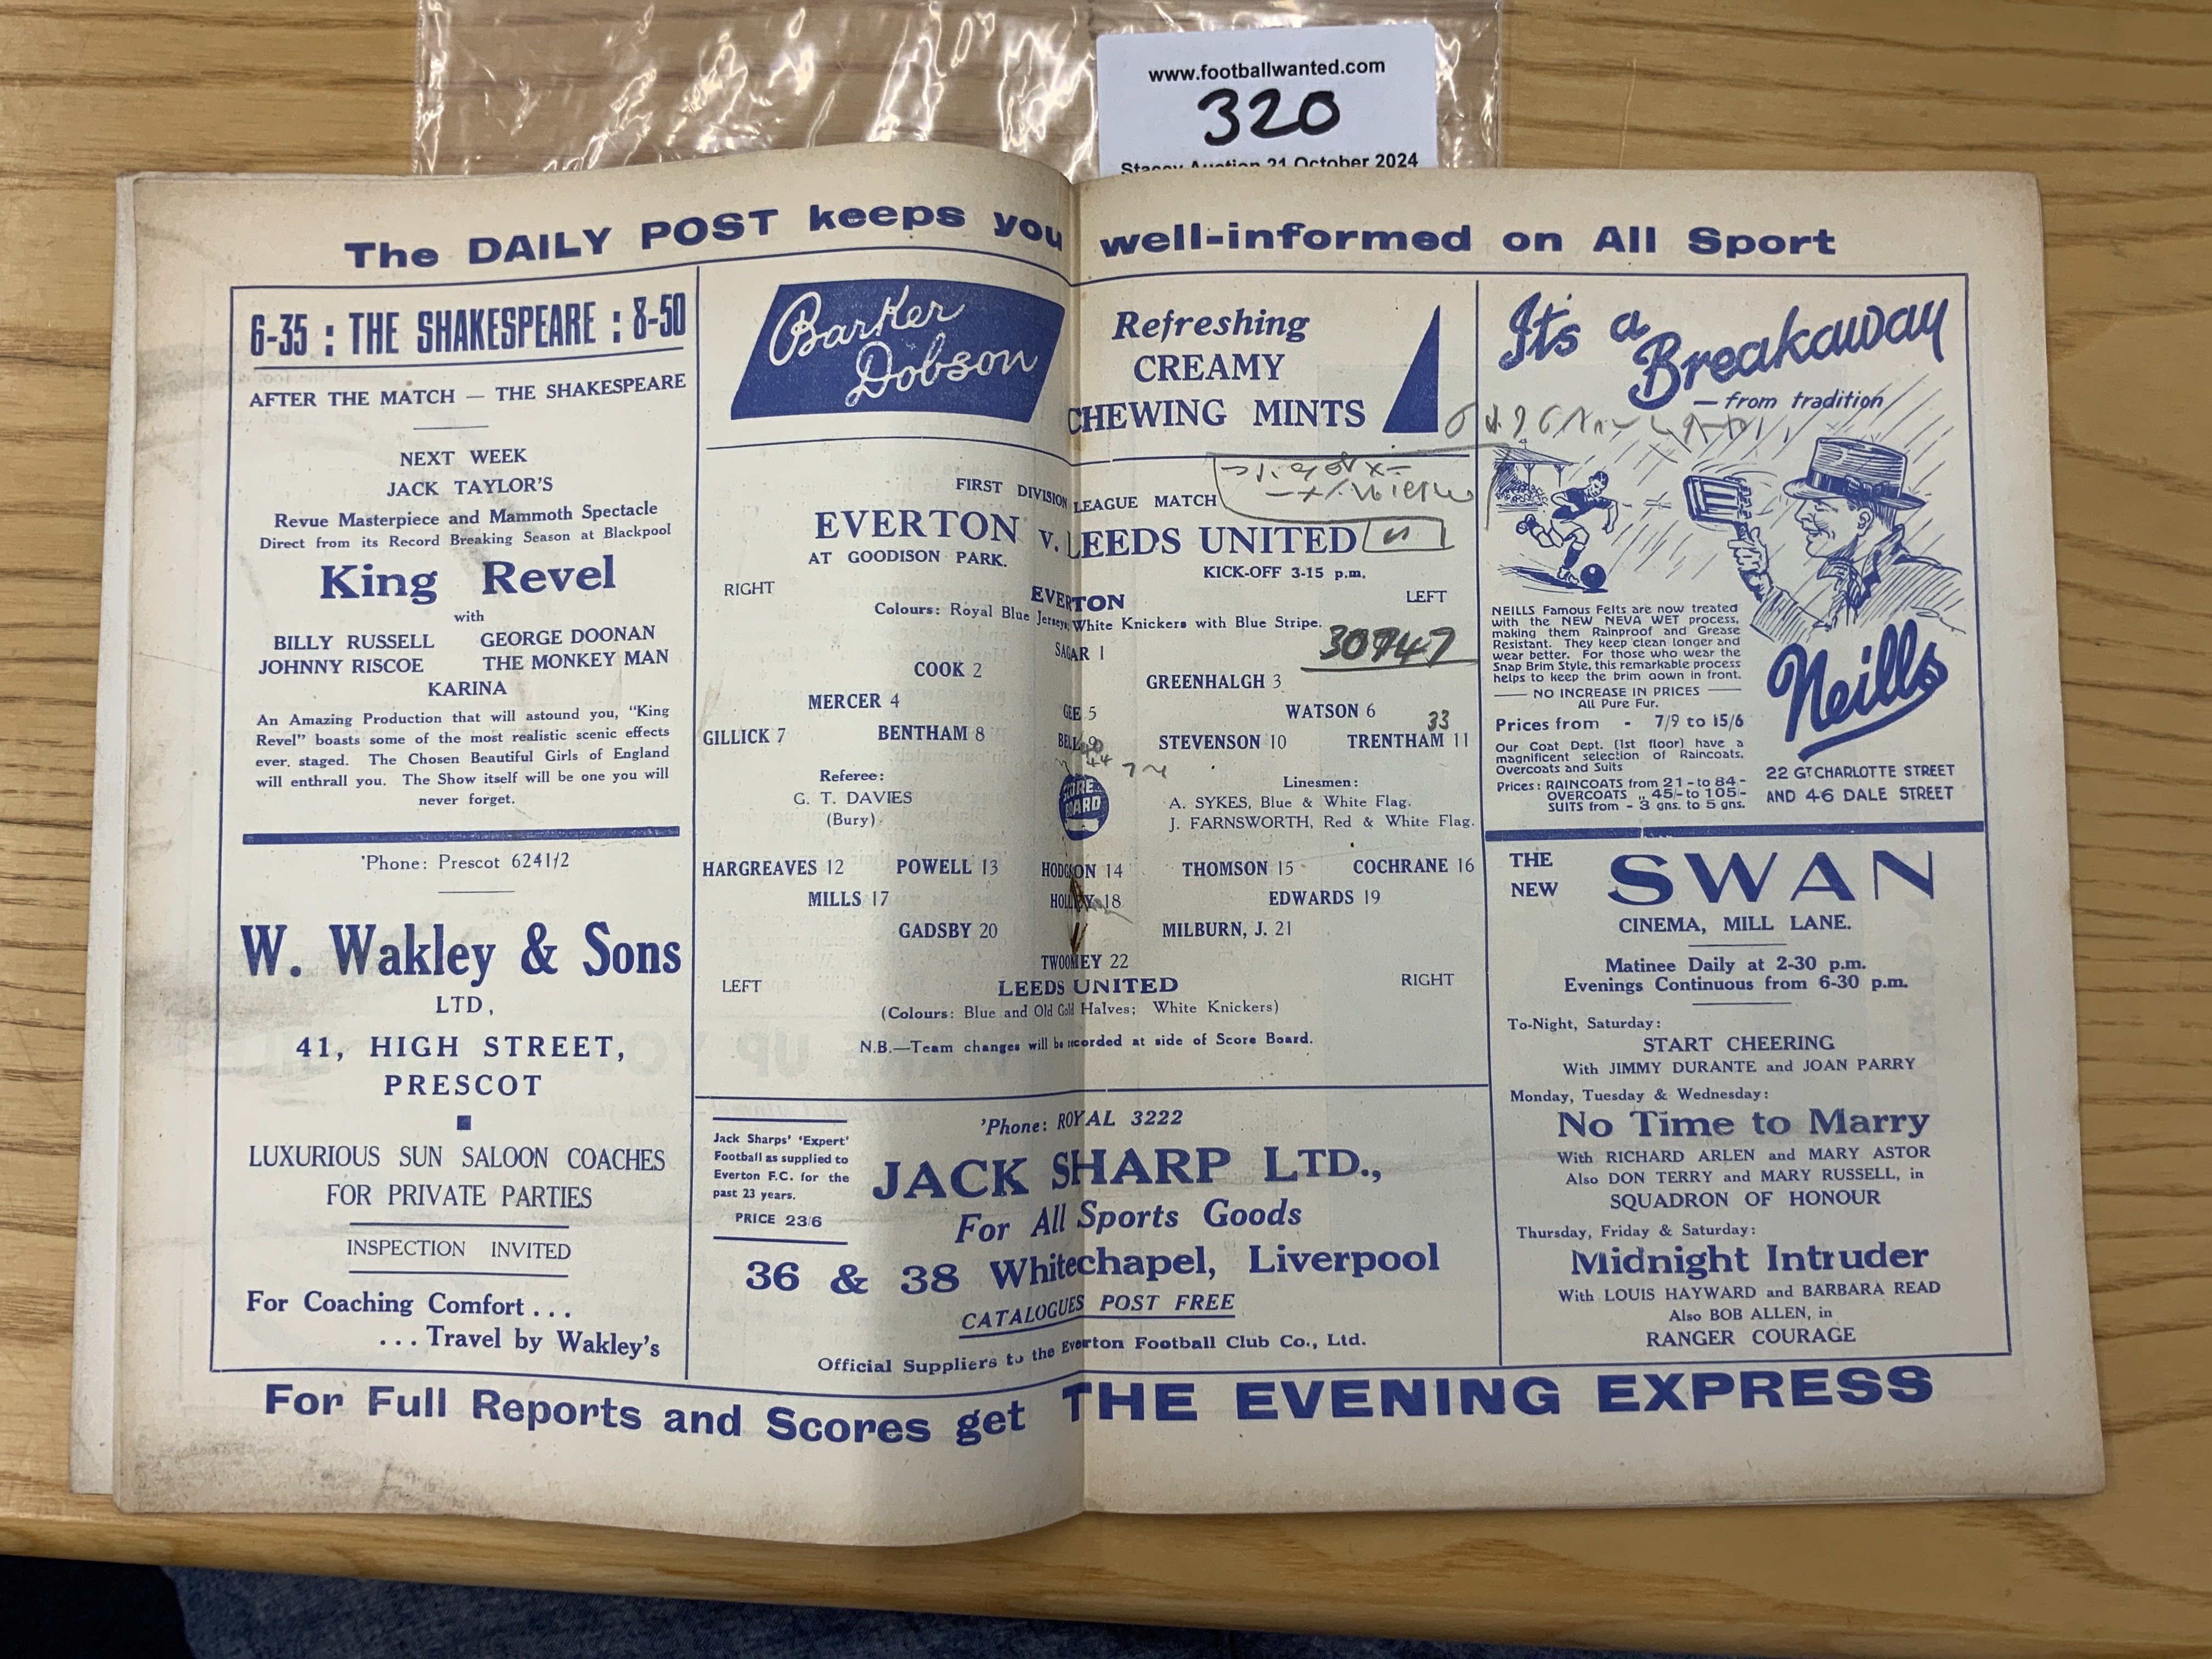 www.footballwanted.com
320
Stacey Auction 21 October 2024
The DAILY POST keeps you well-informed on All Sport
6-35 : THE SHAKESPEARE : 8-50
AFTER THE MATCH — THE SHAKESPEARE
NEXT WEEK
JACK TAYLOR'S
Revue Masterpiece and Mammoth Spectacle
Direct from its Record Breaking Season at Blackpool
King Revel
with
BILLY RUSSELL GEORGE DOONAN
JOHNNY RISCOE THE MONKEY MAN
KARINA
An Amazing Production that will astound you, "King
Revel" boasts some of the most realistic scenic effects
ever. staged. The Chosen Beautiful Girls of England
will enthrall you. The Show itself will be one you will
never forget.
'Phone: Prescot 6241/2
W. Wakley & Sons
LTD,
41, HIGH STREET,
PRESCOT
LUXURIOUS SUN SALOON COACHES
FOR PRIVATE PARTIES
INSPECTION INVITED
For Coaching Comfort . . .
. . . Travel by Wakley's
Barker
Dobson
Refreshing
CREAMY
CHEWING MINTS
FIRST DIVISION LEAGUE MATCH
EVERTON v. LEEDS UNITED
AT GOODISON PARK.
KICK-OFF 3-15 p.m.
RIGHT EVERTON LEFT
Colours: Royal Blue Jerseys, White Knickers with Blue Stripe.
30947
SAGAR 1
COOK 2 GREENHALGH 3
MERCER 4 GEE 5 WATSON 6
33
GILLICK 7 BENTHAM 8 BELL 9 STEVENSON 10 TRENTHAM 11
44
Referee:
G. T. DAVIES
(Bury)
SCORE
BOARD
Linesmen:
A. SYKES, Blue & White Flag.
J. FARNSWORTH, Red & White Flag.
HARGREAVES 12 POWELL 13 HODGSON 14 THOMSON 15 COCHRANE 16
MILLS 17 HOLLEY 18 EDWARDS 19
GADSBY 20 MILBURN, J. 21
TWOOMEY 22
LEFT LEEDS UNITED RIGHT
(Colours: Blue and Old Gold Halves; White Knickers)
N.B.—Team changes will be recorded at side of Score Board.
Jack Sharps' 'Expert'
Football as supplied to
Everton F.C. for the
past 23 years.
PRICE 23/6
'Phone: ROYAL 3222
JACK SHARP LTD.,
For All Sports Goods
36 & 38 Whitechapel, Liverpool
CATALOGUES POST FREE
Official Suppliers to the Everton Football Club Co., Ltd.
It's a
Breakaway
— from tradition
NEILLS Famous Felts are now treated
with the NEW NEVA WET process,
making them Rainproof and Grease
Resistant. They keep clean longer and
wear better. For those who wear the
Snap Brim Style, this remarkable process
helps to keep the brim down in front.
NO INCREASE IN PRICES
All Pure Fur.
Prices from - 7/9 to 15/6
Our Coat Dept. (1st floor) have a
magnificent selection of Raincoats,
Overcoats and Suits
Prices: RAINCOATS from 21/- to 84/-
OVERCOATS „ 45/- to 105/-
SUITS from - 3 gns. to 5 gns.
Neills
22 GT CHARLOTTE STREET
AND 46 DALE STREET
THE NEW SWAN
CINEMA, MILL LANE.
Matinee Daily at 2-30 p.m.
Evenings Continuous from 6-30 p.m.
To-Night, Saturday:
START CHEERING
With JIMMY DURANTE and JOAN PARRY
Monday, Tuesday & Wednesday:
No Time to Marry
With RICHARD ARLEN and MARY ASTOR
Also DON TERRY and MARY RUSSELL, in
SQUADRON OF HONOUR
Thursday, Friday & Saturday:
Midnight Intruder
With LOUIS HAYWARD and BARBARA READ
Also BOB ALLEN, in
RANGER COURAGE
For Full Reports and Scores get THE EVENING EXPRESS